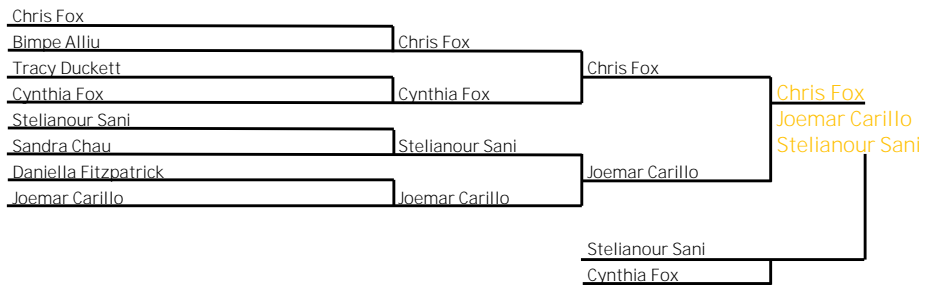 Chris Fox
Bimpe Alliu
Chris Fox
Tracy Duckett
Chris Fox
Cynthia Fox
Cynthia Fox
Chris Fox
Stelianour Sani
Joemar Carillo
Sandra Chau
Stelianour Sani
Stelianour Sani
Daniella Fitzpatrick
Joemar Carillo
Joemar Carillo
Joemar Carillo
Stelianour Sani
Cynthia Fox